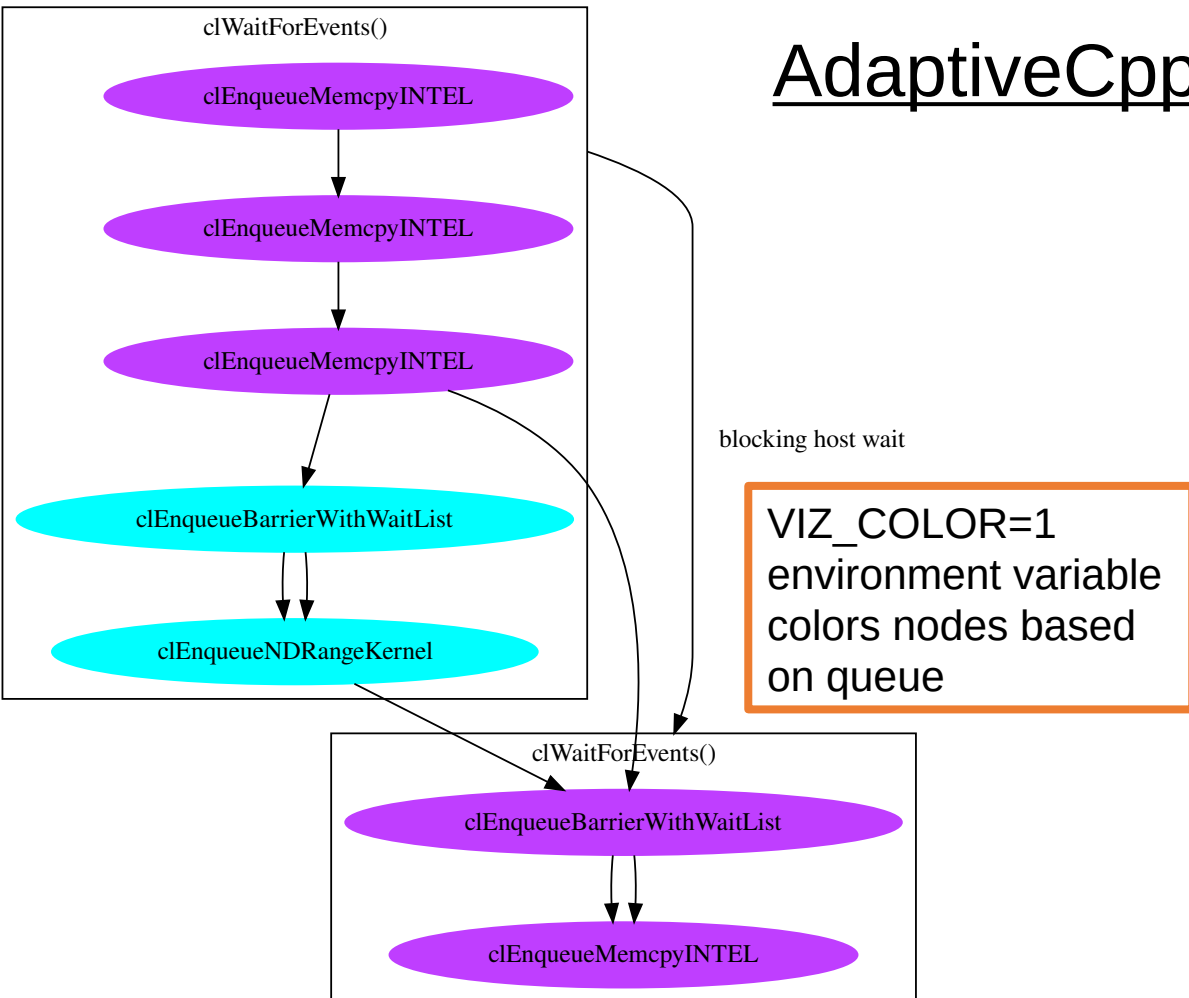 clWaitForEvents()
AdaptiveCpp
clEnqueueMemcpyINTEL
clEnqueueMemcpyINTEL
clEnqueueMemcpyINTEL
blocking host wait
clEnqueueBarrierWithWaitList
VIZ_COLOR=1
environment variable
colors nodes based
on queue
clEnqueueNDRangeKernel
clWaitForEvents()
clEnqueueBarrierWithWaitList
clEnqueueMemcpyINTEL